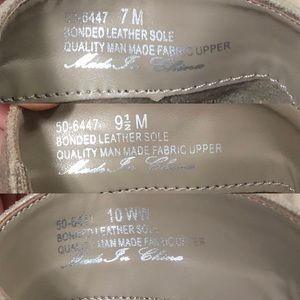 50-6447 7 M
BONDED LEATHER SOLE
QUALITY MAN MADE FABRIC UPPER
Made In China
50-6447 9½ M
BONDED LEATHER SOLE
QUALITY MAN MADE FABRIC UPPER
Made In China
10 WW
BONDED LEATHER SOLE
QUALITY MAN MADE FABRIC UPPER
Made In China